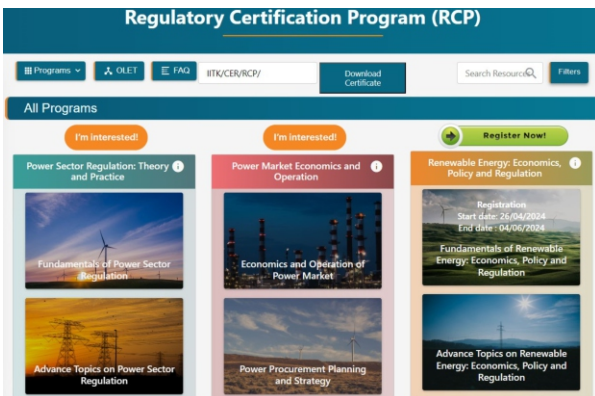 Regulatory Certification Program (RCP)
Programs
OLET
FAQ
IITK/CER/RCP/
Download
Certificate
Search Resources
Filters
All Programs
I'm interested!
I'm interested!
Register Now!
Power Sector Regulation: Theory
and Practice
Fundamentals of Power Sector
Regulation
Advance Topics on Power Sector
Regulation
Power Market Economics and
Operation
Economics and Operation of
Power Market
Power Procurement Planning
and Strategy
Renewable Energy: Economics,
Policy and Regulation
Registration
Start date: 26/04/2024
End date : 04/06/2024
Fundamentals of Renewable
Energy: Economics, Policy and
Regulation
Advance Topics on Renewable
Energy: Economics, Policy and
Regulation